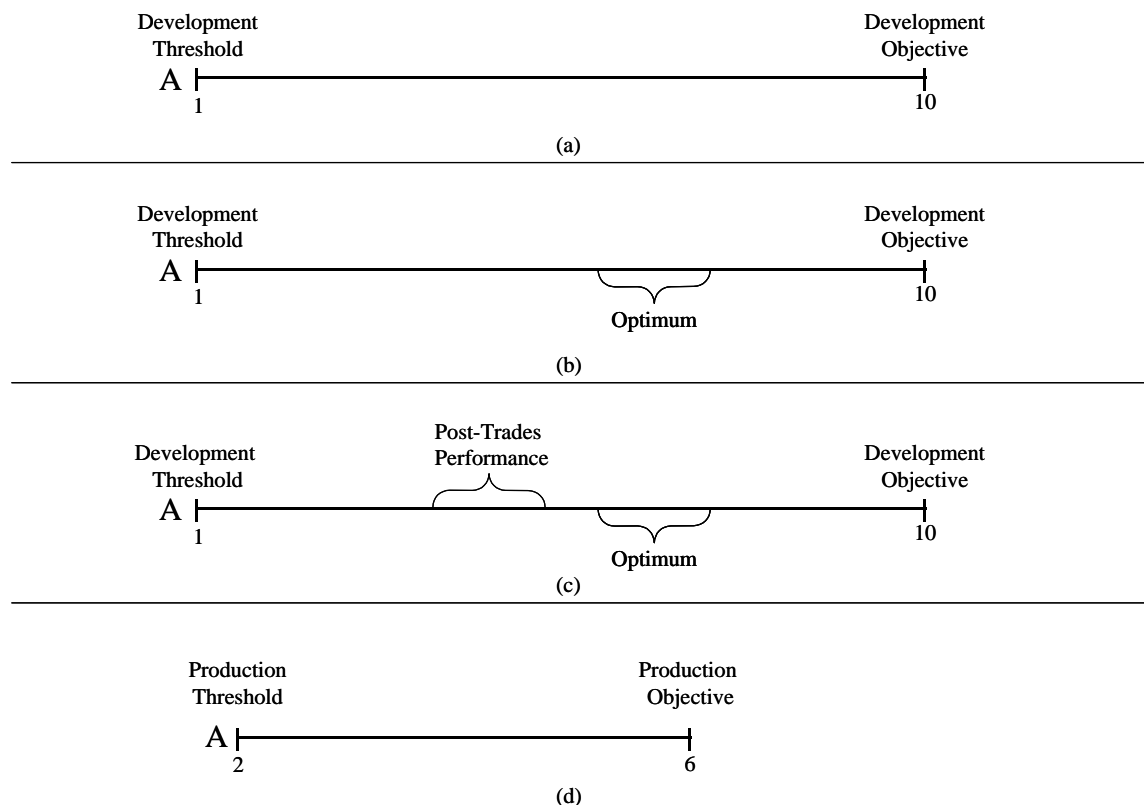 Development
Threshold
Development
Objective
A
1
10
(a)
Development
Threshold
Development
Objective
A
1
10
Optimum
(b)
Post-Trades
Performance
Development
Threshold
Development
Objective
A
1
10
Optimum
(c)
Production
Threshold
Production
Objective
A
2
6
(d)